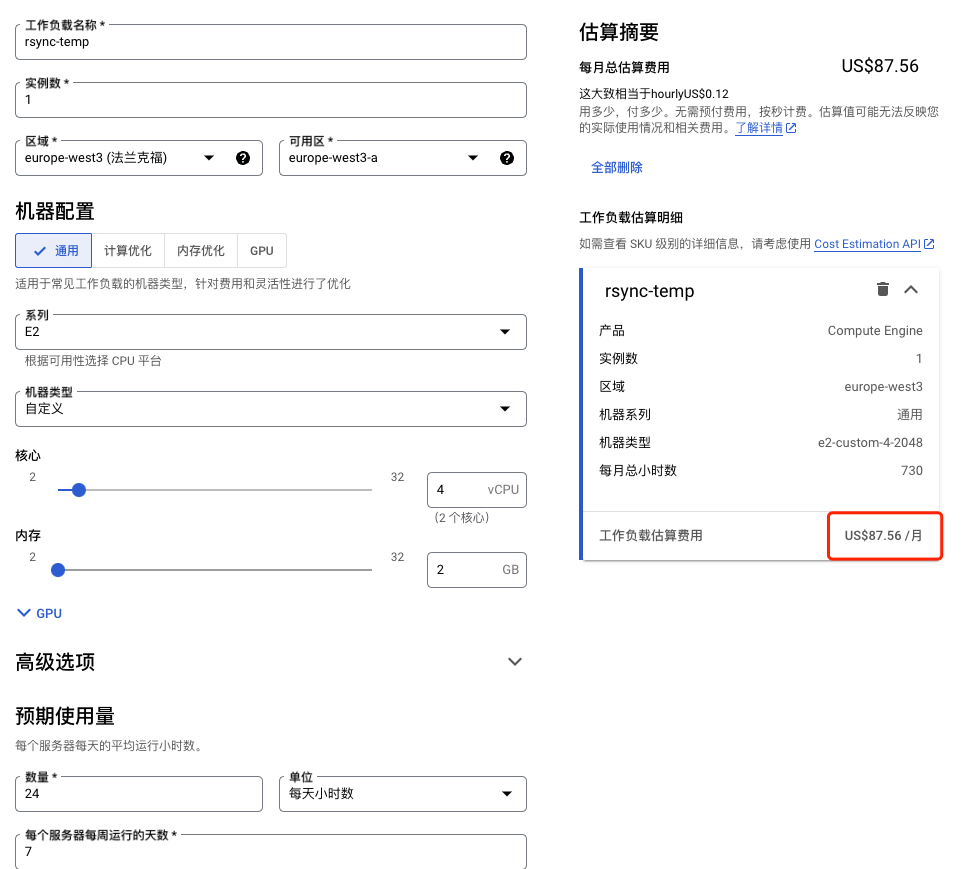 工作负载名称 *
rsync-temp
实例数 *
1
区域 *
europe-west3 (法兰克福)
可用区 *
europe-west3-a
机器配置
通用
计算优化
内存优化
GPU
适用于常见工作负载的机器类型，针对费用和灵活性进行了优化
系列
E2
根据可用性选择 CPU 平台
机器类型
自定义
核心
2
32
4 vCPU
(2 个核心)
内存
2
32
2 GB
GPU
高级选项
预期使用量
每个服务器每天的平均运行小时数。
数量 *
24
单位
每天小时数
每个服务器每周运行的天数 *
7
估算摘要
每月总估算费用 US$87.56
这大致相当于hourlyUS$0.12
用多少，付多少。无需预付费用，按秒计费。估算值可能无法反映您
的实际使用情况和相关费用。了解详情
全部删除
工作负载估算明细
如需查看 SKU 级别的详细信息，请考虑使用 Cost Estimation API
rsync-temp
产品 Compute Engine
实例数 1
区域 europe-west3
机器系列 通用
机器类型 e2-custom-4-2048
每月总小时数 730
工作负载估算费用 US$87.56 /月